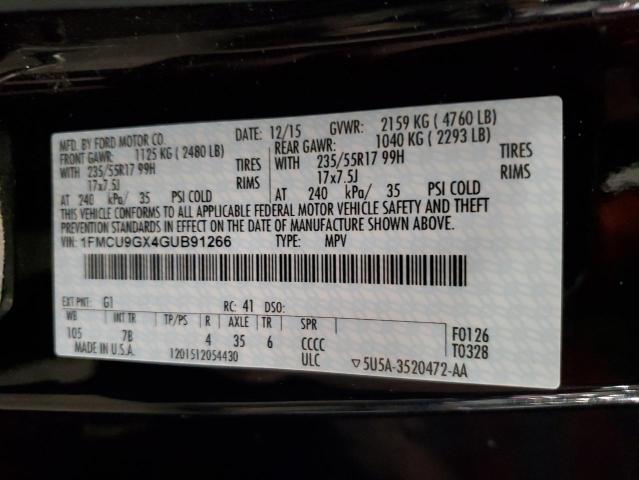 MFD. BY FORD MOTOR CO. DATE: 12/15 GVWR: 2159 KG ( 4760 LB)
FRONT GAWR: 1125 KG ( 2480 LB) REAR GAWR: 1040 KG ( 2293 LB)
WITH 235/55R17 99H TIRES WITH 235/55R17 99H TIRES
17x7.5J RIMS 17x7.5J RIMS
AT 240 kPa/ 35 PSI COLD AT 240 kPa/ 35 PSI COLD
THIS VEHICLE CONFORMS TO ALL APPLICABLE FEDERAL MOTOR VEHICLE SAFETY AND THEFT
PREVENTION STANDARDS IN EFFECT ON THE DATE OF MANUFACTURE SHOWN ABOVE.
VIN: 1FMCU9GX4GUB91266 TYPE: MPV
EXT PNT: G1 RC: 41 DSO:
WB INT TR TP/PS R AXLE TR SPR F0126
105 7B 4 35 6 CCCC T0328
MADE IN U.S.A. 1201512054430 ULC ▽5U5A-3520472-AA